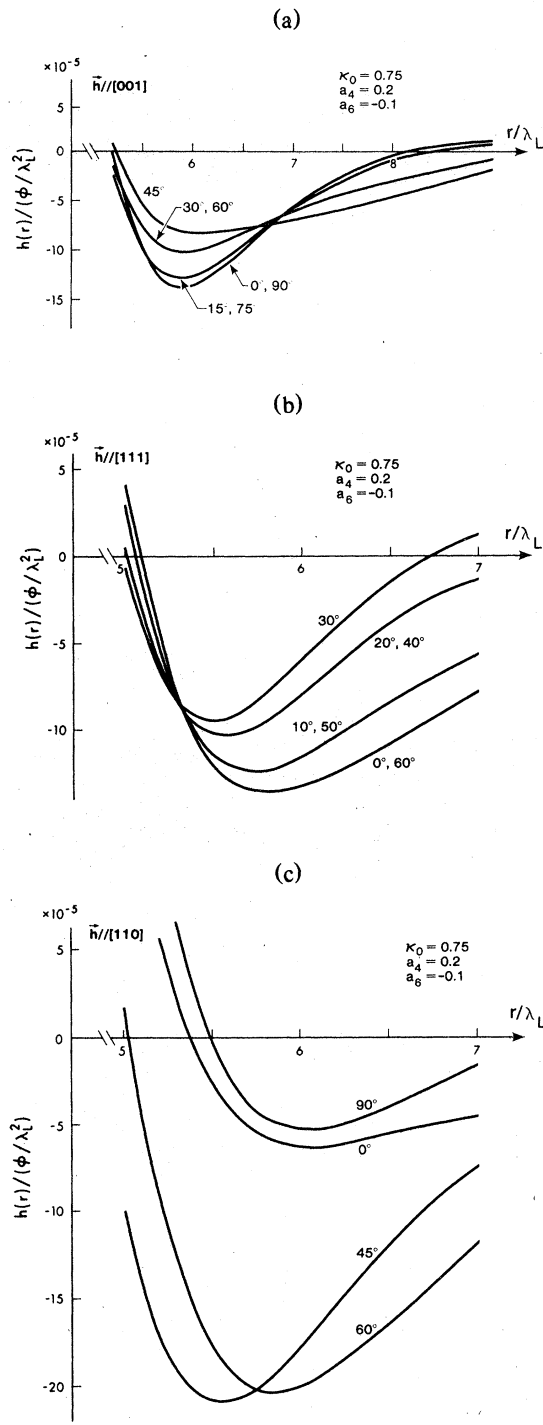 (a)
×10⁻⁵
h⃗//[001]
κ₀ = 0.75
a₄ = 0.2
a₆ = -0.1
r/λ_L
h(r)/(ϕ/λ_L²)
5
0
-5
-10
-15
6
7
8
45°
30°, 60°
0°, 90°
15°, 75°
(b)
×10⁻⁵
h⃗//[111]
κ₀ = 0.75
a₄ = 0.2
a₆ = -0.1
r/λ_L
h(r)/(ϕ/λ_L²)
5
0
-5
-10
5
6
7
30°
20°, 40°
10°, 50°
0°, 60°
(c)
×10⁻⁵
h⃗//[110]
κ₀ = 0.75
a₄ = 0.2
a₆ = -0.1
r/λ_L
h(r)/(ϕ/λ_L²)
5
0
-5
-10
-15
-20
5
6
7
90°
0°
45°
60°